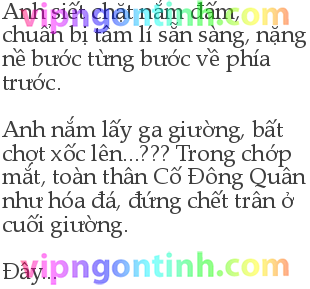 Anh siết chặt nắm đấm,
vipngontinh.com
chuẩn bị tâm lí sẵn sàng, nặng
nề bước từng bước về phía
trước.
Anh nắm lấy ga giường, bất
chợt xốc lên...??? Trong chớp
mắt, toàn thân Cố Đông Quân
như hóa đá, đứng chết trân ở
cuối giường.
Đây...
vipngontinh.com